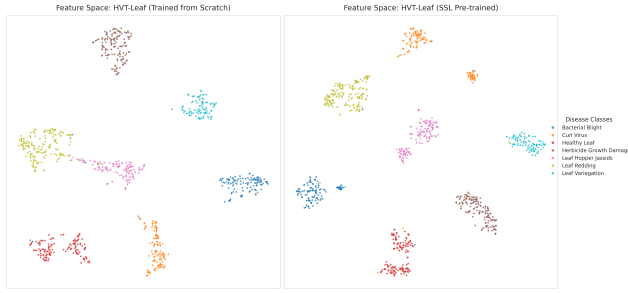 Feature Space: HVT-Leaf (Trained from Scratch)
Feature Space: HVT-Leaf (SSL Pre-trained)
Disease Classes
Bacterial Blight
Curl Virus
Healthy Leaf
Herbicide Growth Damage
Leaf Hopper Jassids
Leaf Redding
Leaf Variegation